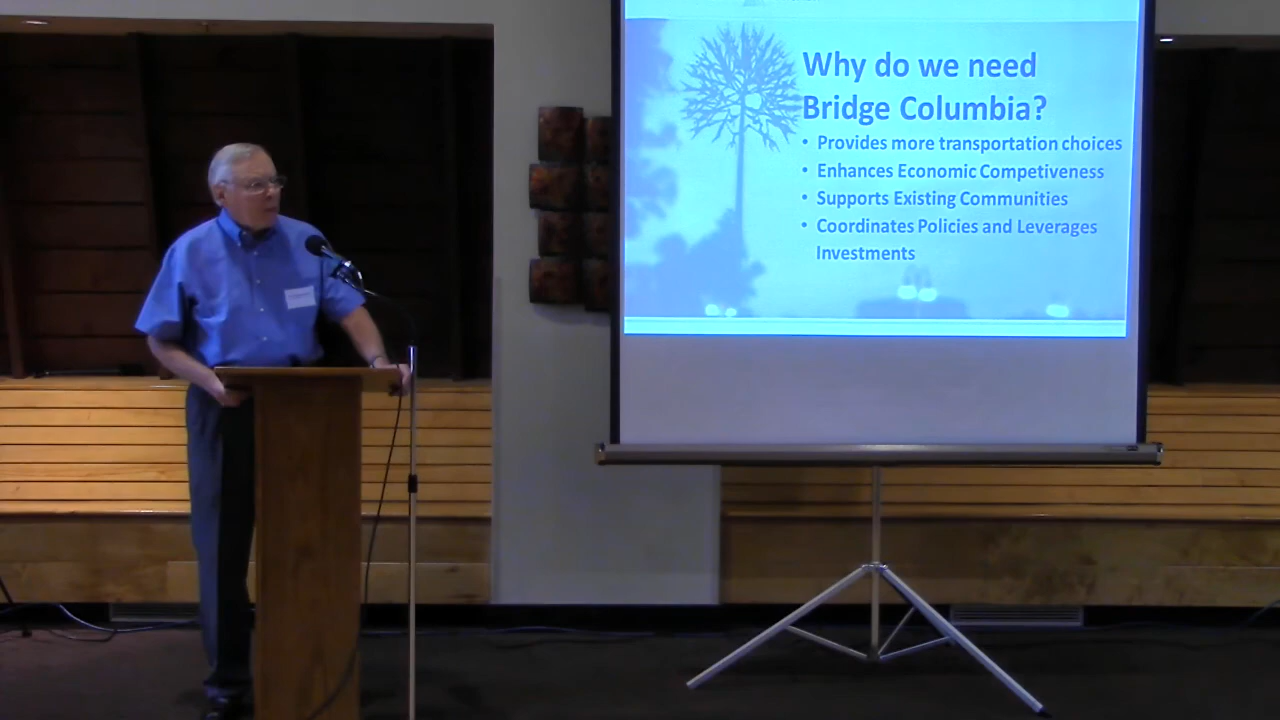 Why do we need
Bridge Columbia?
• Provides more transportation choices
• Enhances Economic Competiveness
• Supports Existing Communities
• Coordinates Policies and Leverages
Investments